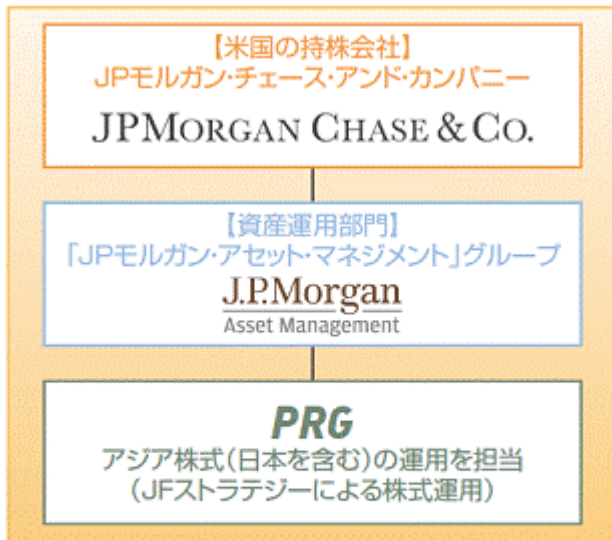 【米国の持株会社】
JPモルガン・チェース・アンド・カンパニー
JPMORGAN CHASE & CO.
【資産運用部門】
「JPモルガン・アセット・マネジメント」グループ
J.P.Morgan
Asset Management
PRG
アジア株式(日本を含む)の運用を担当
(JFストラテジーによる株式運用)